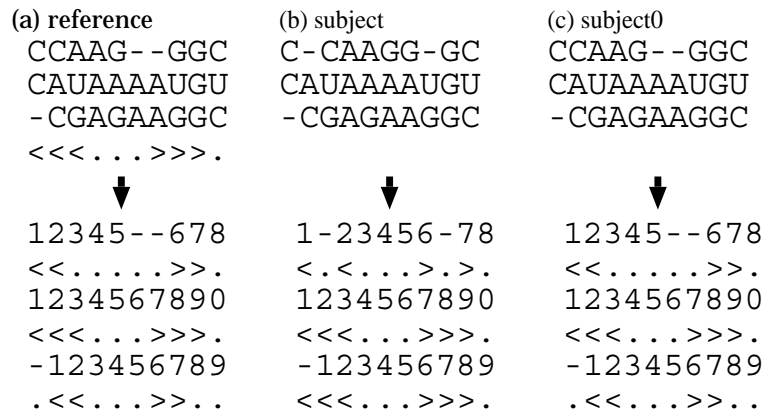 (a) reference
CCAAG--GGC
CAUAAAAUGU
-CGAGAAGGC
<<<...>>>.
12345--678
<<.....>>.
1234567890
<<<...>>>.
-123456789
.<<...>>..
(b) subject
C-CAAGG-GC
CAUAAAAUGU
-CGAGAAGGC
1-23456-78
<.<...>.>.
1234567890
<<<...>>>.
-123456789
<<<...>>>.
(c) subject0
CCAAG--GGC
CAUAAAAUGU
-CGAGAAGGC
12345--678
<<.....>>.
1234567890
<<<...>>>.
-123456789
.<<...>>..